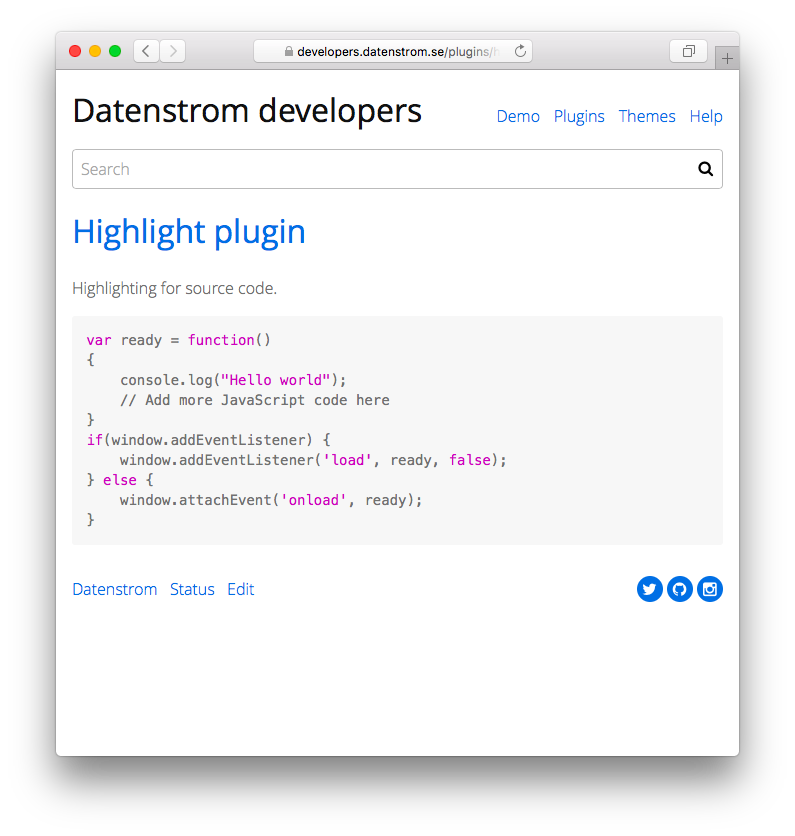 developers.datenstrom.se/plugins/h
Datenstrom developers
Demo Plugins Themes Help
Search
Highlight plugin
Highlighting for source code.
var ready = function()
{
    console.log("Hello world");
    // Add more JavaScript code here
}
if(window.addEventListener) {
    window.addEventListener('load', ready, false);
} else {
    window.attachEvent('onload', ready);
}
Datenstrom Status Edit